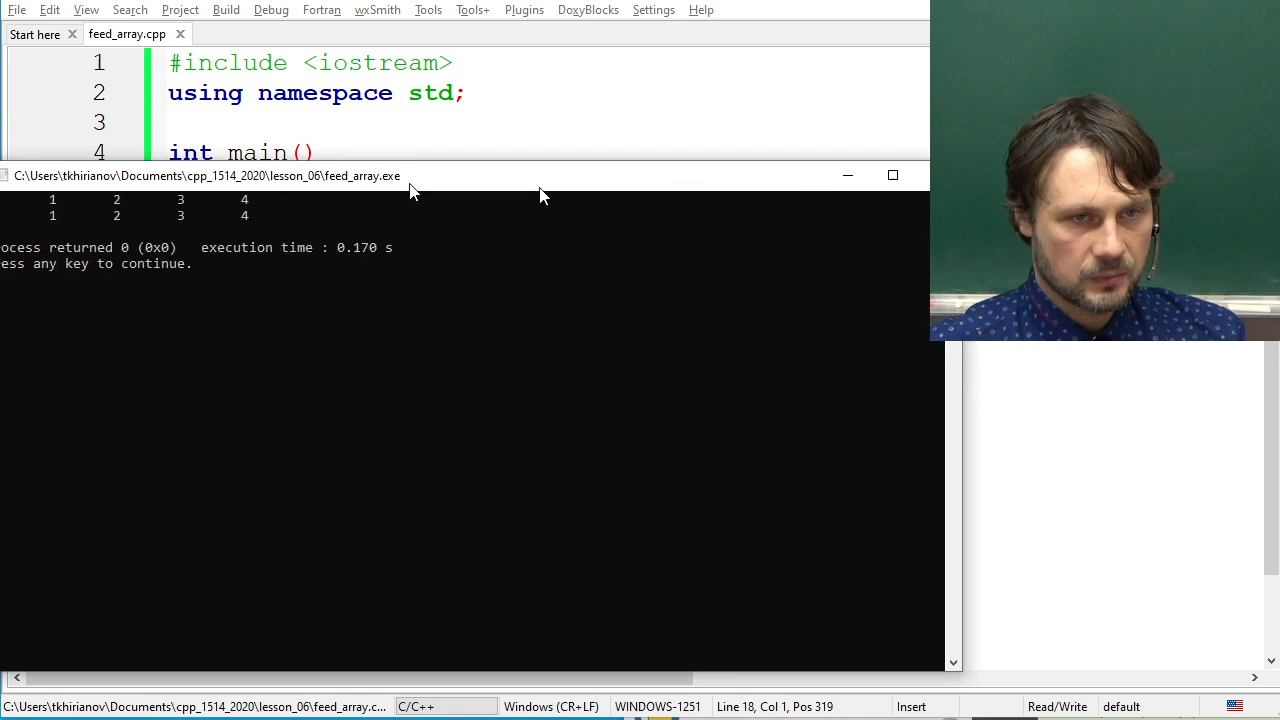 File Edit View Search Project Build Debug Fortran wxSmith Tools Tools+ Plugins DoxyBlocks Settings Help
Start here feed_array.cpp
1 #include <iostream>
2 using namespace std;
3
4 int main()
C:\Users\tkhirianov\Documents\cpp_1514_2020\lesson_06\feed_array.exe
1 2 3 4
1 2 3 4
ocess returned 0 (0x0) execution time : 0.170 s
ess any key to continue.
C:\Users\tkhirianov\Documents\cpp_1514_2020\lesson_06\feed_array.c... C/C++ Windows (CR+LF) WINDOWS-1251 Line 18, Col 1, Pos 319 Insert Read/Write default